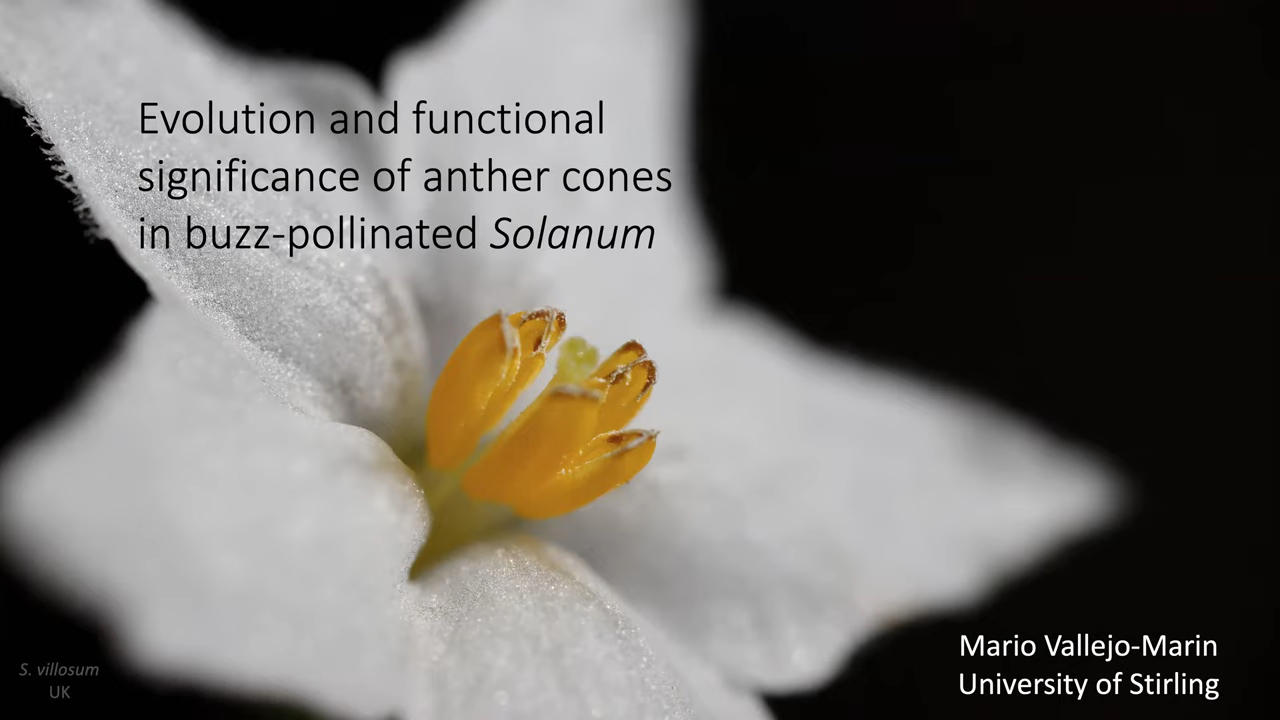 Evolution and functional
significance of anther cones
in buzz-pollinated Solanum
S. villosum
UK
Mario Vallejo-Marin
University of Stirling